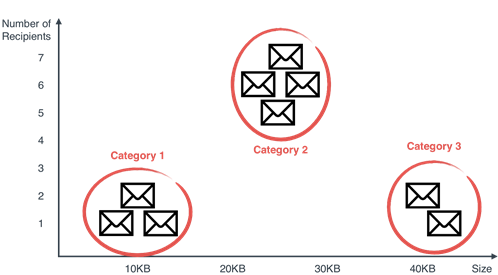 Number of
Recipients
7
6
5
4
3
2
1
Category 1
Category 2
Category 3
10KB
20KB
30KB
40KB
Size